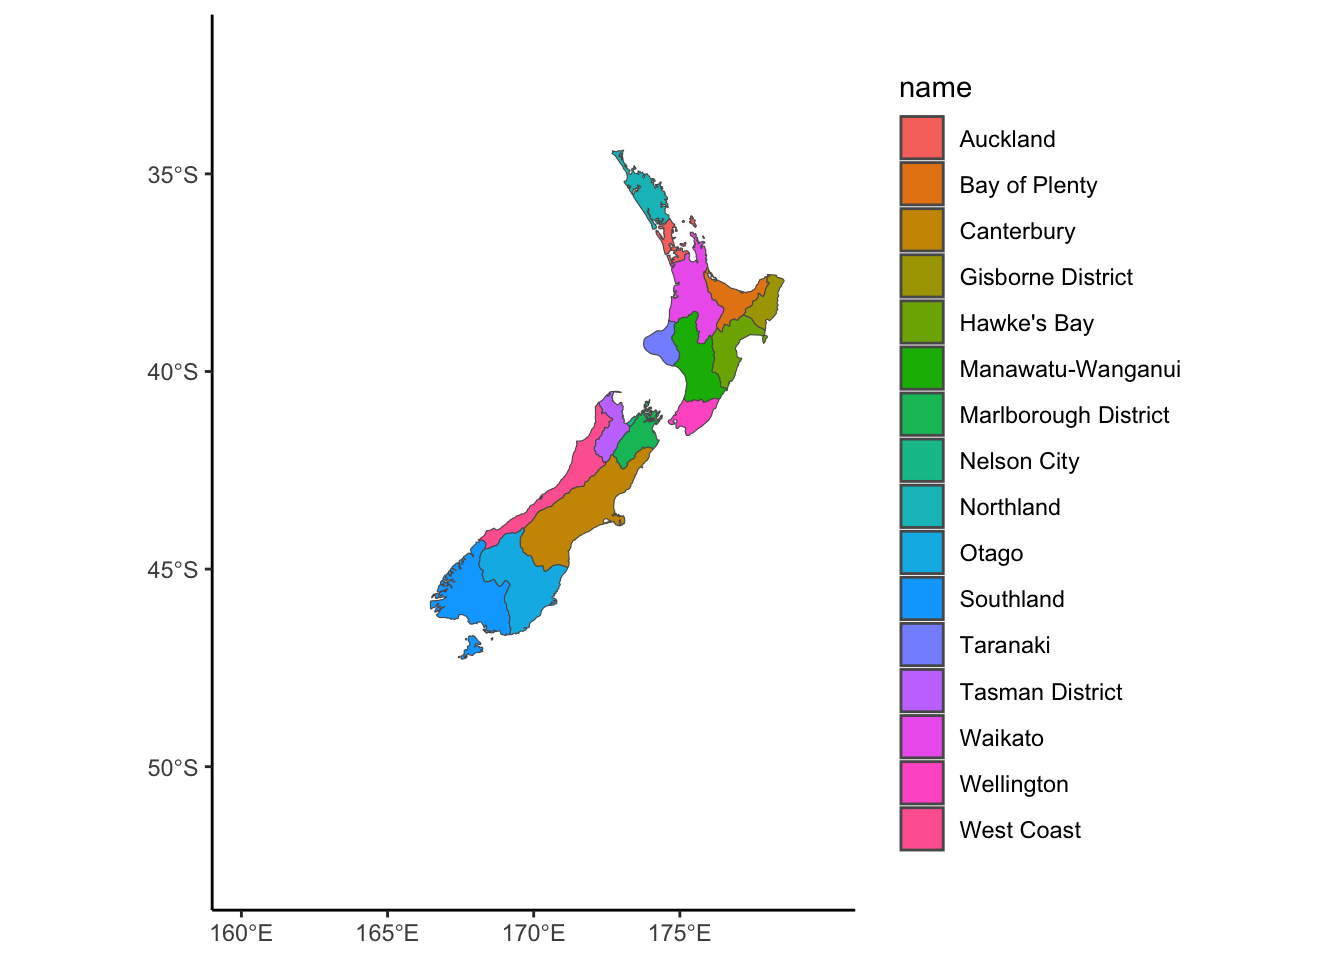 name
Auckland
Bay of Plenty
Canterbury
Gisborne District
Hawke's Bay
Manawatu-Wanganui
Marlborough District
Nelson City
Northland
Otago
Southland
Taranaki
Tasman District
Waikato
Wellington
West Coast
35°S
40°S
45°S
50°S
160°E 165°E 170°E 175°E